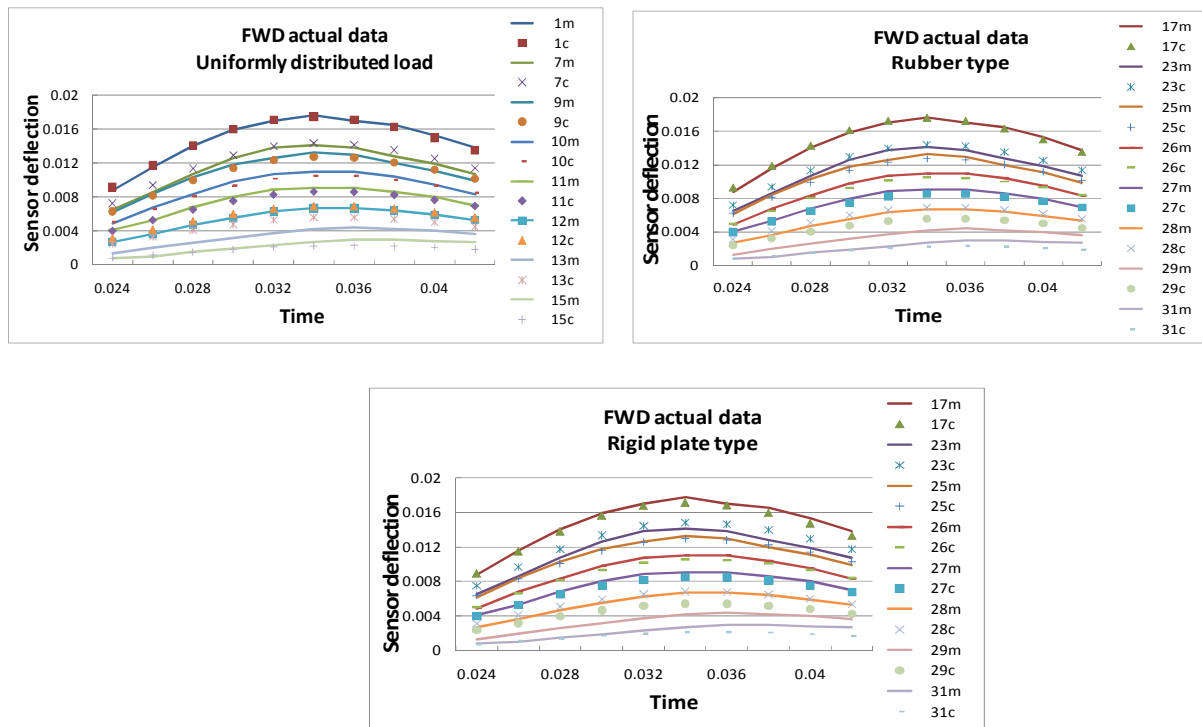 FWD actual data
Uniformly distributed load
Sensor deflection
0.02
0.016
0.012
0.008
0.004
0
0.024
0.028
0.032
0.036
0.04
Time
1m
1c
7m
7c
9m
9c
10m
10c
11m
11c
12m
12c
13m
13c
15m
15c
FWD actual data
Rubber type
Sensor deflection
0.02
0.016
0.012
0.008
0.004
0
0.024
0.028
0.032
0.036
0.04
Time
17m
17c
23m
23c
25m
25c
26m
26c
27m
27c
28m
28c
29m
29c
31m
31c
FWD actual data
Rigid plate type
Sensor deflection
0.02
0.016
0.012
0.008
0.004
0
0.024
0.028
0.032
0.036
0.04
Time
17m
17c
23m
23c
25m
25c
26m
26c
27m
27c
28m
28c
29m
29c
31m
31c